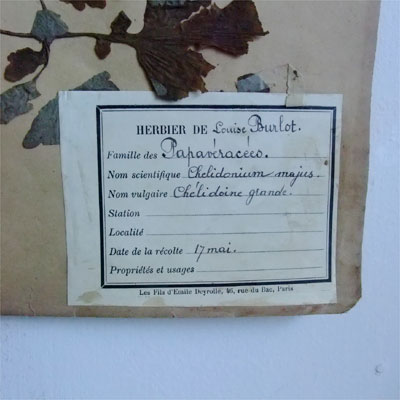 HERBIER DE Louise Burlot.
Famille des Papavéracées.
Nom scientifique Chelidonium majus.
Nom vulgaire Chélidoine grande.
Station
Localité
Date de la récolte 17 mai.
Propriétés et usages
Les Fils d'Emile Deyrolle, 46, rue du Bac, Paris